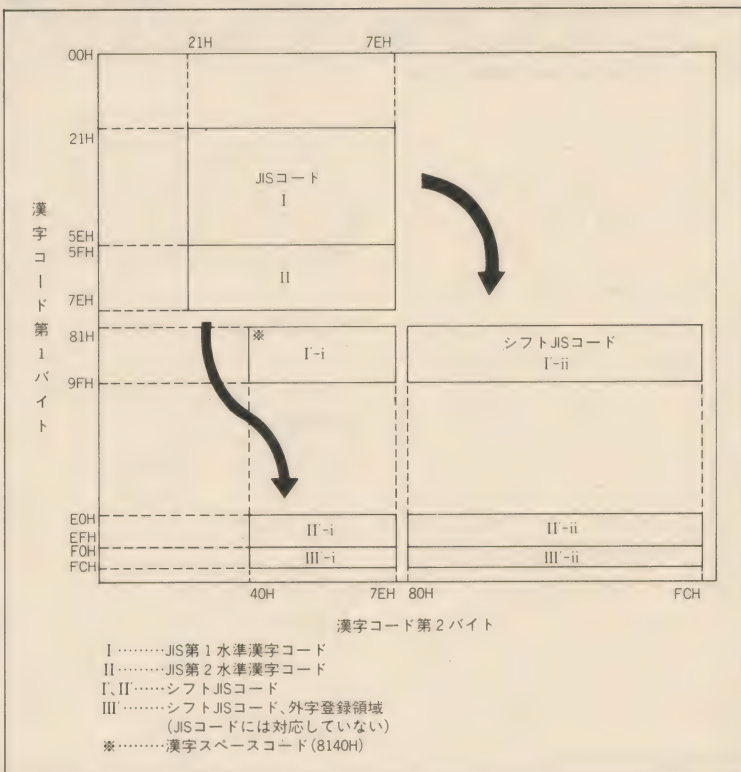 21H 7EH
00H
21H
JISコード
I
5EH
5FH
II
7EH
81H
※
I'-i
シフトJISコード
I'-ii
9FH
漢字コード第1バイト
E0H
EFH
F0H
FCH
II'-i
II'-ii
III'-i
III'-ii
40H 7EH 80H FCH
漢字コード第2バイト
I………JIS第1水準漢字コード
II………JIS第2水準漢字コード
I'、II'……シフトJISコード
III'………シフトJISコード、外字登録領域
(JISコードには対応していない)
※………漢字スペースコード(8140H)